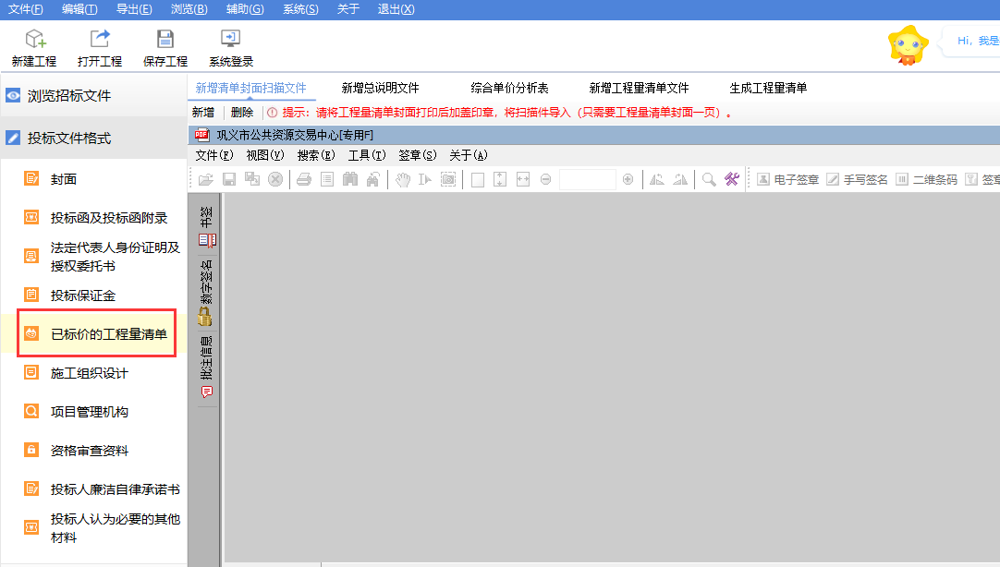 文件(F) 编辑(T) 导出(E) 浏览(B) 辅助(G) 系统(S) 关于 退出(X)
新建工程 打开工程 保存工程 系统登录
Hi, 我是
浏览招标文件
投标文件格式
封面
投标函及投标函附录
法定代表人身份证明及
授权委托书
投标保证金
已标价的工程量清单
施工组织设计
项目管理机构
资格审查资料
投标人廉洁自律承诺书
投标人认为必要的其他
材料
新增清单封面扫描文件 新增总说明文件 综合单价分析表 新增工程量清单文件 生成工程量清单
新增 删除 提示: 请将工程量清单封面打印后加盖印章, 将扫描件导入 (只需要工程量清单封面一页) 。
PDF 巩义市公共资源交易中心[专用F]
文件(F) 视图(V) 搜索(E) 工具(T) 签章(S) 关于(A)
电子签章 手写签名 二维条码 签章
书签
数字签名
批注信息